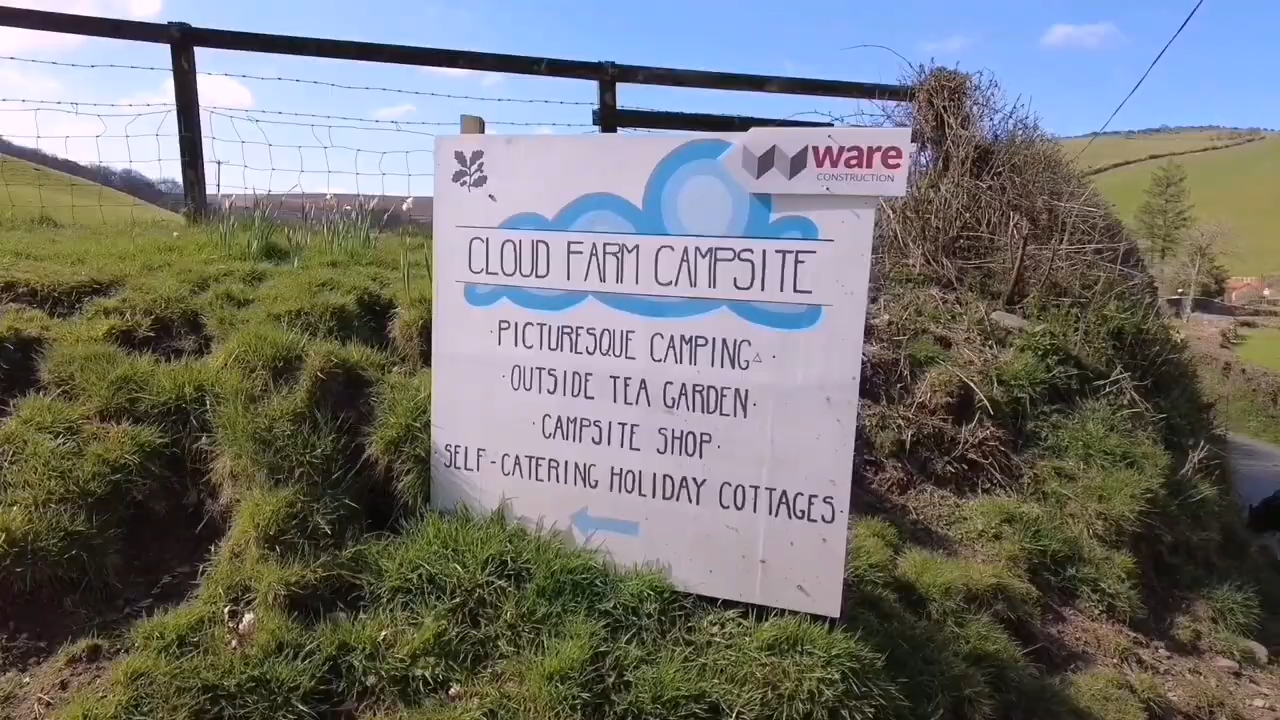 ware
CONSTRUCTION
CLOUD FARM CAMPSITE
· PICTURESQUE CAMPING ·
· OUTSIDE TEA GARDEN ·
· CAMPSITE SHOP ·
· SELF-CATERING HOLIDAY COTTAGES ·